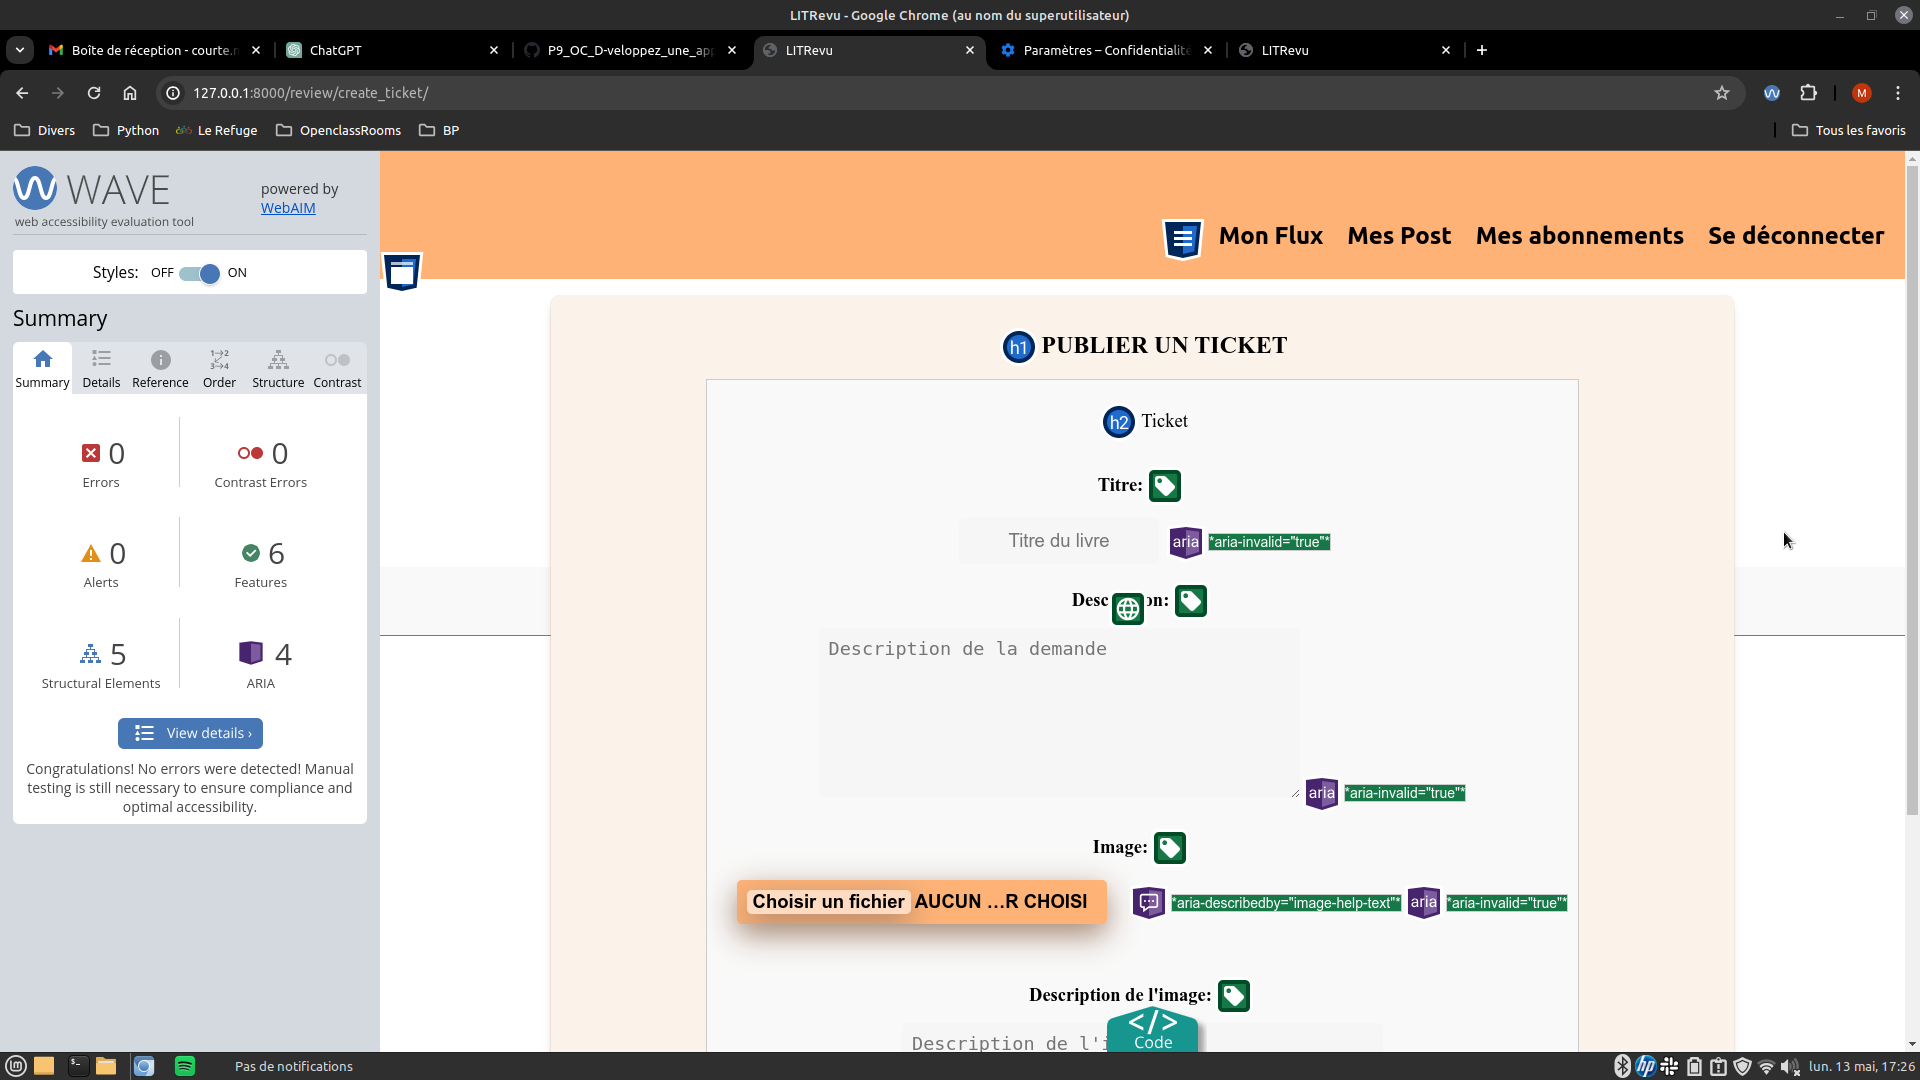 LITRevu - Google Chrome (au nom du superutilisateur)
Boîte de réception - courte.n
ChatGPT
P9_OC_D-veloppez_une_app
LITRevu
Paramètres – Confidentialité
LITRevu
127.0.0.1:8000/review/create_ticket/
M
Divers
Python
Le Refuge
OpenclassRooms
BP
Tous les favoris
WAVE
web accessibility evaluation tool
powered by
WebAIM
Styles: OFF ON
Summary
Summary Details Reference Order Structure Contrast
0 Errors
0 Contrast Errors
0 Alerts
6 Features
5 Structural Elements
4 ARIA
View details ›
Congratulations! No errors were detected! Manual
testing is still necessary to ensure compliance and
optimal accessibility.
Mon Flux Mes Post Mes abonnements Se déconnecter
h1 PUBLIER UN TICKET
h2 Ticket
Titre:
Titre du livre aria *aria-invalid="true"*
Desc on:
Description de la demande
aria *aria-invalid="true"*
Image:
Choisir un fichier AUCUN ...R CHOISI *aria-describedby="image-help-text"* aria *aria-invalid="true"*
Description de l'image:
Description de l'i
</> Code
Pas de notifications
hp
lun. 13 mai, 17:26